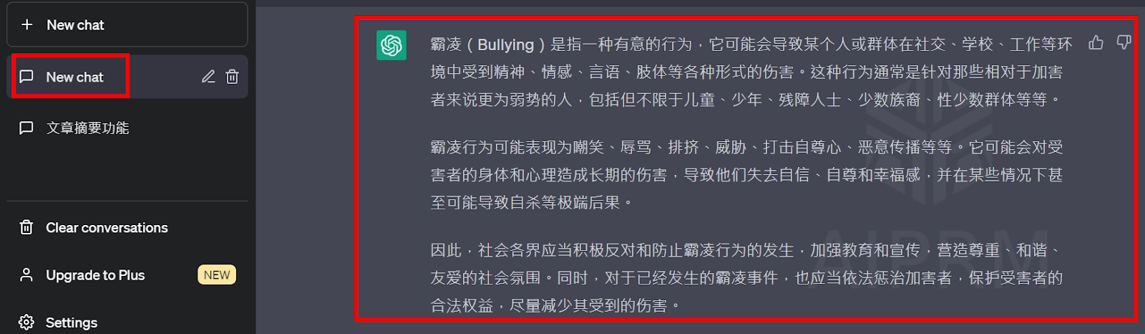 New chat
New chat
文章摘要功能
Clear conversations
Upgrade to Plus
NEW
Settings
霸凌（Bullying）是指一种有意的行为，它可能会导致某个人或群体在社交、学校、工作等环
境中受到精神、情感、言语、肢体等各种形式的伤害。这种行为通常是针对那些相对于加害
者来说更为弱势的人，包括但不限于儿童、少年、残障人士、少数族裔、性少数群体等等。
霸凌行为可能表现为嘲笑、辱骂、排挤、威胁、打击自尊心、恶意传播等等。它可能会对受
害者的身体和心理造成长期的伤害，导致他们失去自信、自尊和幸福感，并在某些情况下甚
至可能导致自杀等极端后果。
因此，社会各界应当积极反对和防止霸凌行为的发生，加强教育和宣传，营造尊重、和谐、
友爱的社会氛围。同时，对于已经发生的霸凌事件，也应当依法惩治加害者，保护受害者的
合法权益，尽量减少其受到的伤害。
AIPRM